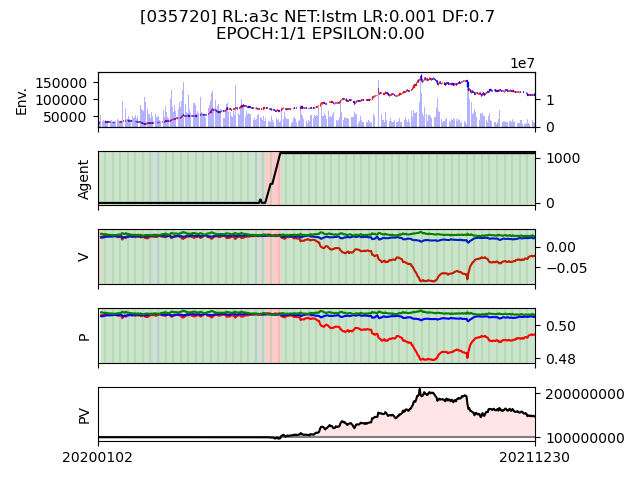 [035720] RL:a3c NET:lstm LR:0.001 DF:0.7
EPOCH:1/1 EPSILON:0.00
1e7
Env.
150000
100000
50000
1
0
Agent
1000
0
V
0.00
−0.05
P
0.50
0.48
PV
200000000
100000000
20200102
20211230